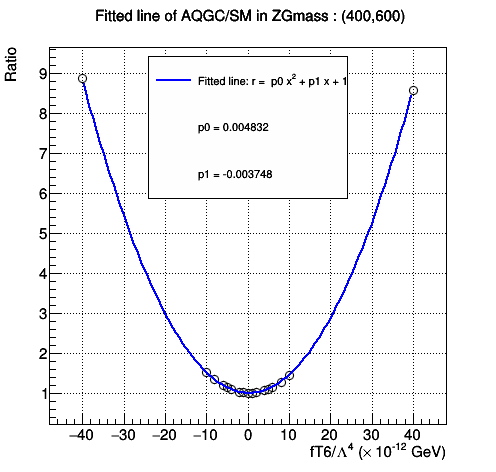 Fitted line of AQGC/SM in ZGmass : (400,600)
Ratio
Fitted line: r = p0 x² + p1 x + 1
p0 = 0.004832
p1 = -0.003748
9
8
7
6
5
4
3
2
1
−40 −30 −20 −10 0 10 20 30 40
fT6/Λ⁴ (× 10⁻¹² GeV)